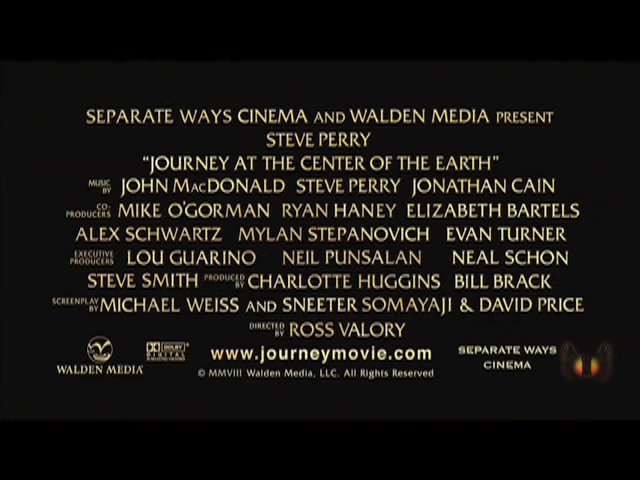 SEPARATE WAYS CINEMA AND WALDEN MEDIA PRESENT
STEVE PERRY
“JOURNEY AT THE CENTER OF THE EARTH”
MUSIC BY JOHN MACDONALD STEVE PERRY JONATHAN CAIN
CO-PRODUCERS MIKE O'GORMAN RYAN HANEY ELIZABETH BARTELS
ALEX SCHWARTZ MYLAN STEPANOVICH EVAN TURNER
EXECUTIVE PRODUCERS LOU GUARINO NEIL PUNSALAN NEAL SCHON
STEVE SMITH PRODUCED BY CHARLOTTE HUGGINS BILL BRACK
SCREENPLAY BY MICHAEL WEISS AND SNEETER SOMAYAJI & DAVID PRICE
DIRECTED BY ROSS VALORY
WALDEN MEDIA
DOLBY DIGITAL
www.journeymovie.com
© MMVIII Walden Media, LLC. All Rights Reserved
SEPARATE WAYS
CINEMA